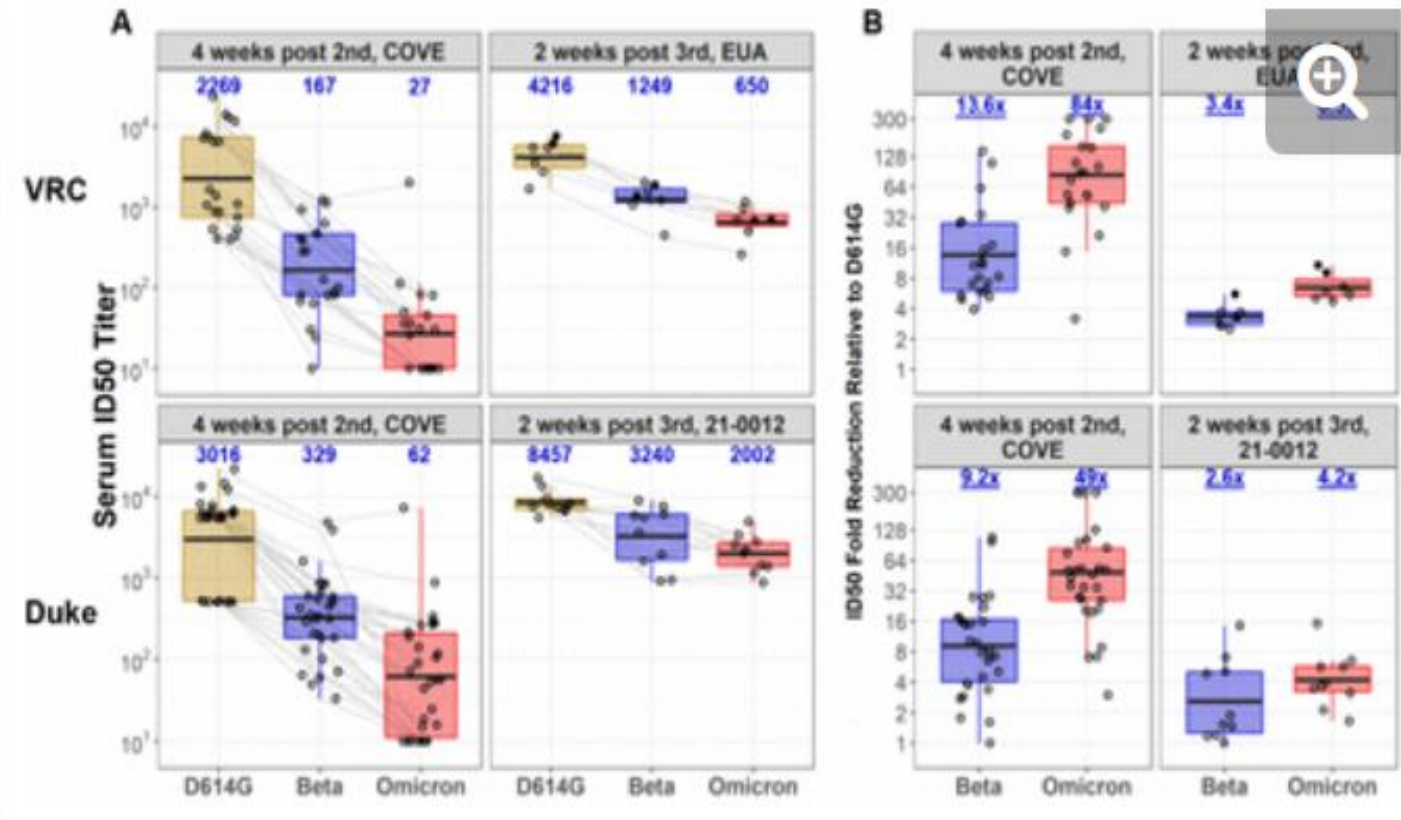 A
B
4 weeks post 2nd, COVE
2 weeks post 3rd, EUA
4 weeks post 2nd,
COVE
2 weeks post
EUA
2269 167 27
4216 1249 650
13.6x 84x
3.4x
VRC
10⁴
10³
10²
10¹
300
128
64
32
16
8
4
2
1
Serum ID50 Titer
ID50 Fold Reduction Relative to D614G
4 weeks post 2nd, COVE
2 weeks post 3rd, 21-0012
4 weeks post 2nd,
COVE
2 weeks post 3rd,
21-0012
3016 329 62
8457 3240 2002
9.2x 49x
2.6x 4.2x
Duke
10⁴
10³
10²
10¹
300
128
64
32
16
8
4
2
1
D614G Beta Omicron
D614G Beta Omicron
Beta Omicron
Beta Omicron